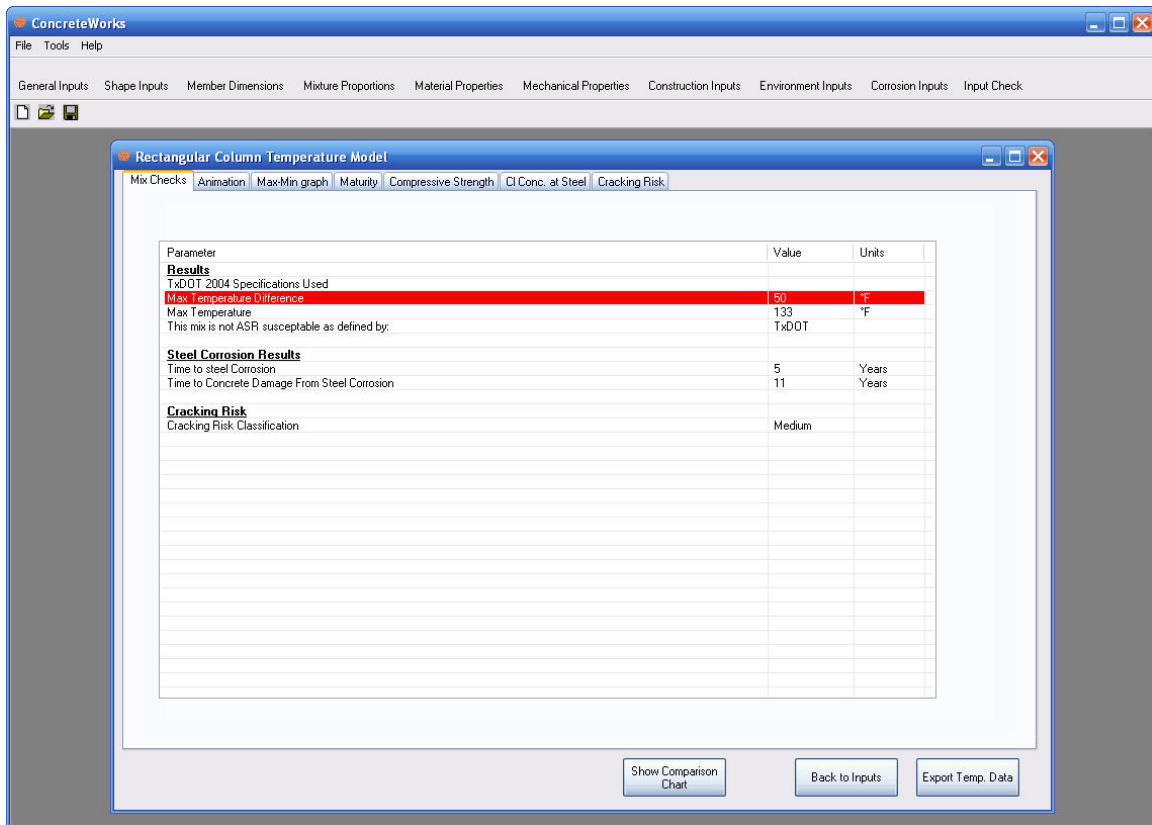 ConcreteWorks
File Tools Help
General Inputs Shape Inputs Member Dimensions Mixture Proportions Material Properties Mechanical Properties Construction Inputs Environment Inputs Corrosion Inputs Input Check
Rectangular Column Temperature Model
Mix Checks Animation Max-Min graph Maturity Compressive Strength Cl Conc. at Steel Cracking Risk
Parameter Value Units
Results
TxDOT 2004 Specifications Used
Max Temperature Difference 50 °F
Max Temperature 133 °F
This mix is not ASR susceptable as defined by: TxDOT
Steel Corrosion Results
Time to steel Corrosion 5 Years
Time to Concrete Damage From Steel Corrosion 11 Years
Cracking Risk
Cracking Risk Classification Medium
Show Comparison
Chart
Back to Inputs Export Temp. Data